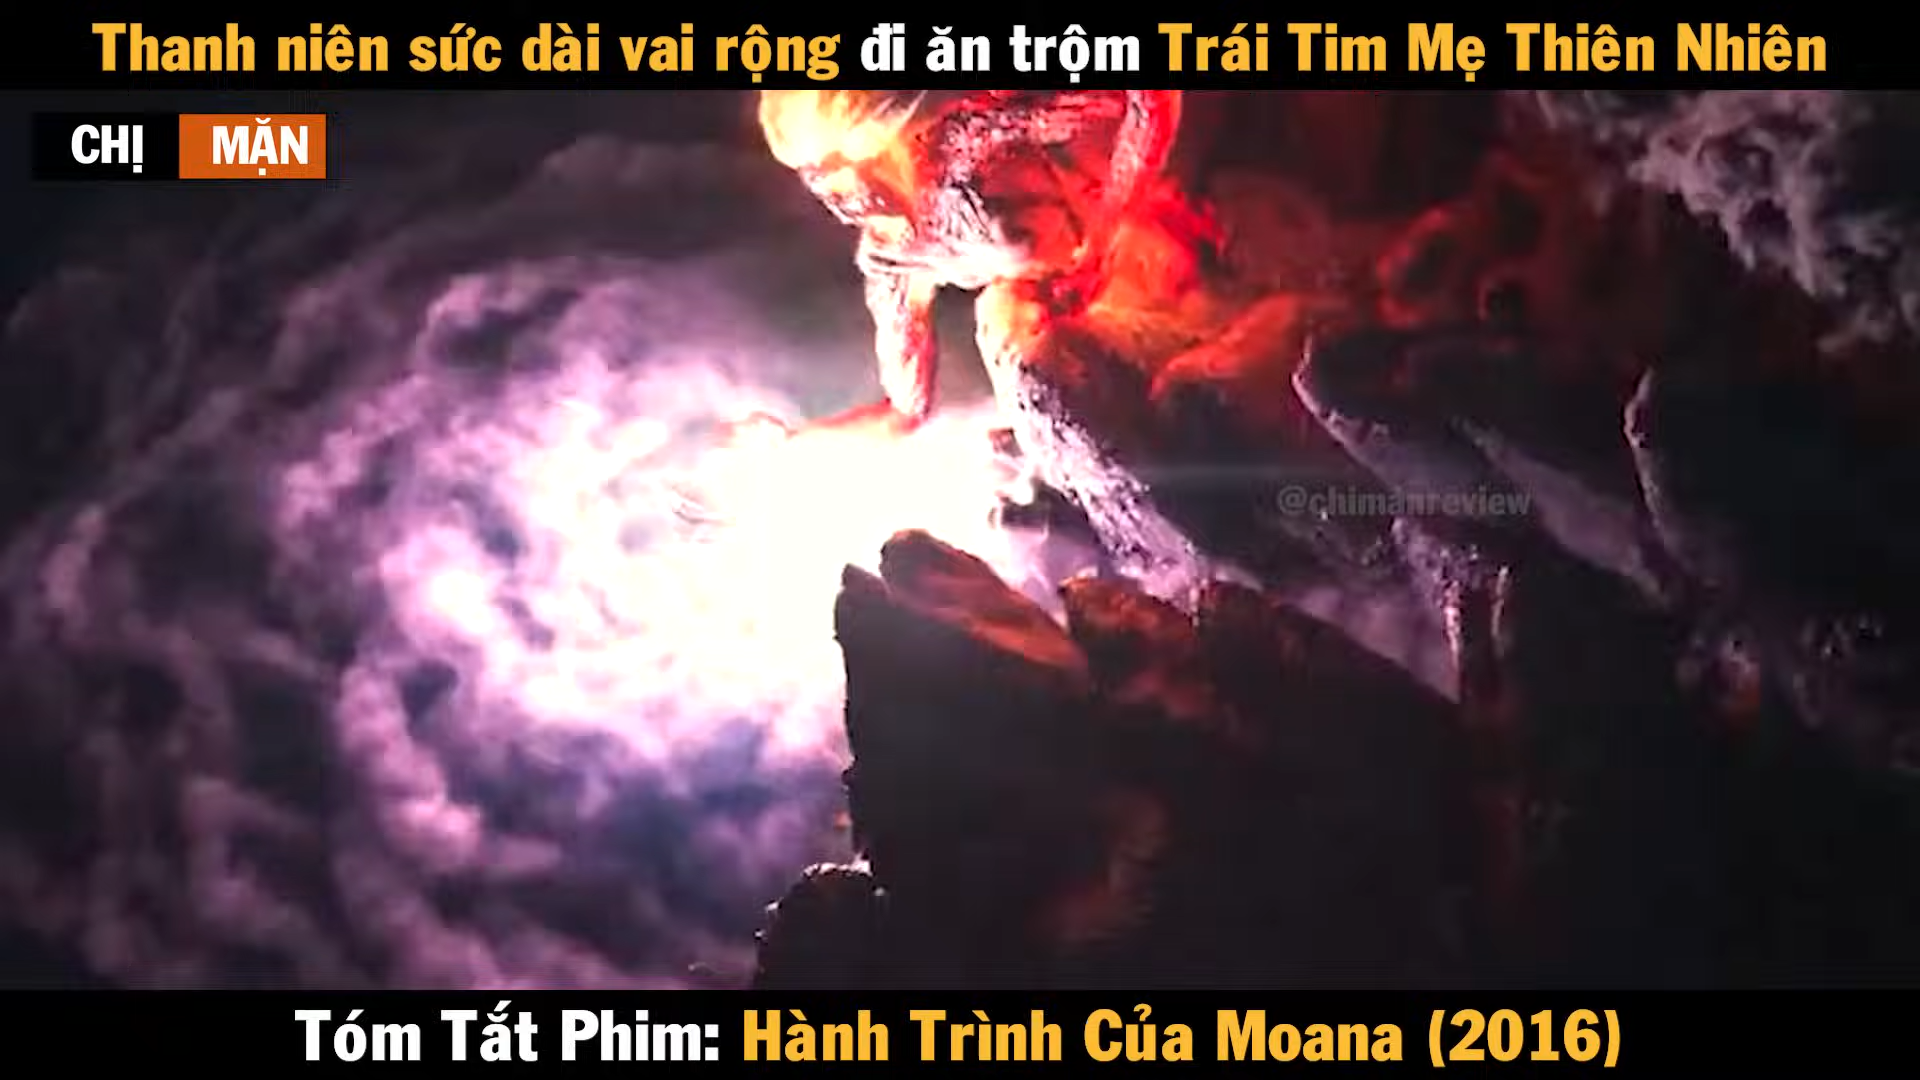 Thanh niên sức dài vai rộng đi ăn trộm Trái Tim Mẹ Thiên Nhiên
CHỊ MẶN
@chimanreview
Tóm Tắt Phim: Hành Trình Của Moana (2016)